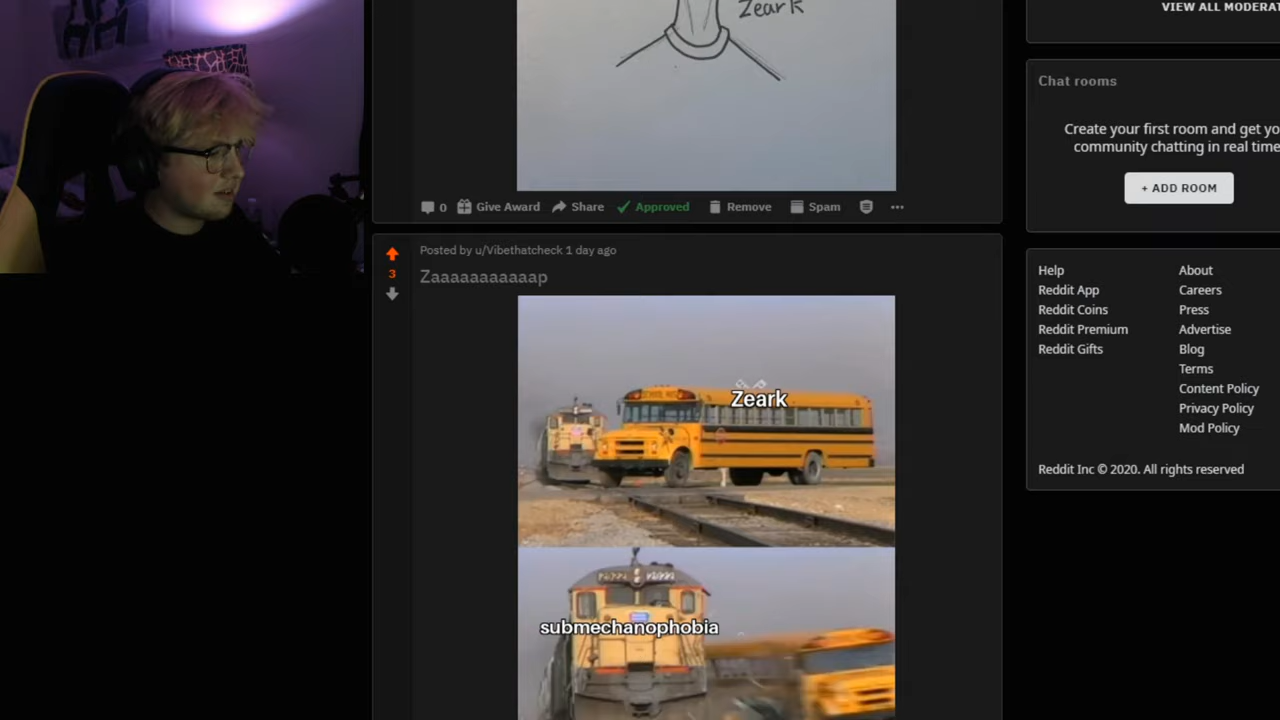 Zeark
VIEW ALL MODERAT
Chat rooms
Create your first room and get yo
community chatting in real time
+ ADD ROOM
0 Give Award Share Approved Remove Spam
Posted by u/Vibethatcheck 1 day ago
3
Zaaaaaaaaaaap
Zeark
submechanophobia
Help
Reddit App
Reddit Coins
Reddit Premium
Reddit Gifts
About
Careers
Press
Advertise
Blog
Terms
Content Policy
Privacy Policy
Mod Policy
Reddit Inc © 2020. All rights reserved